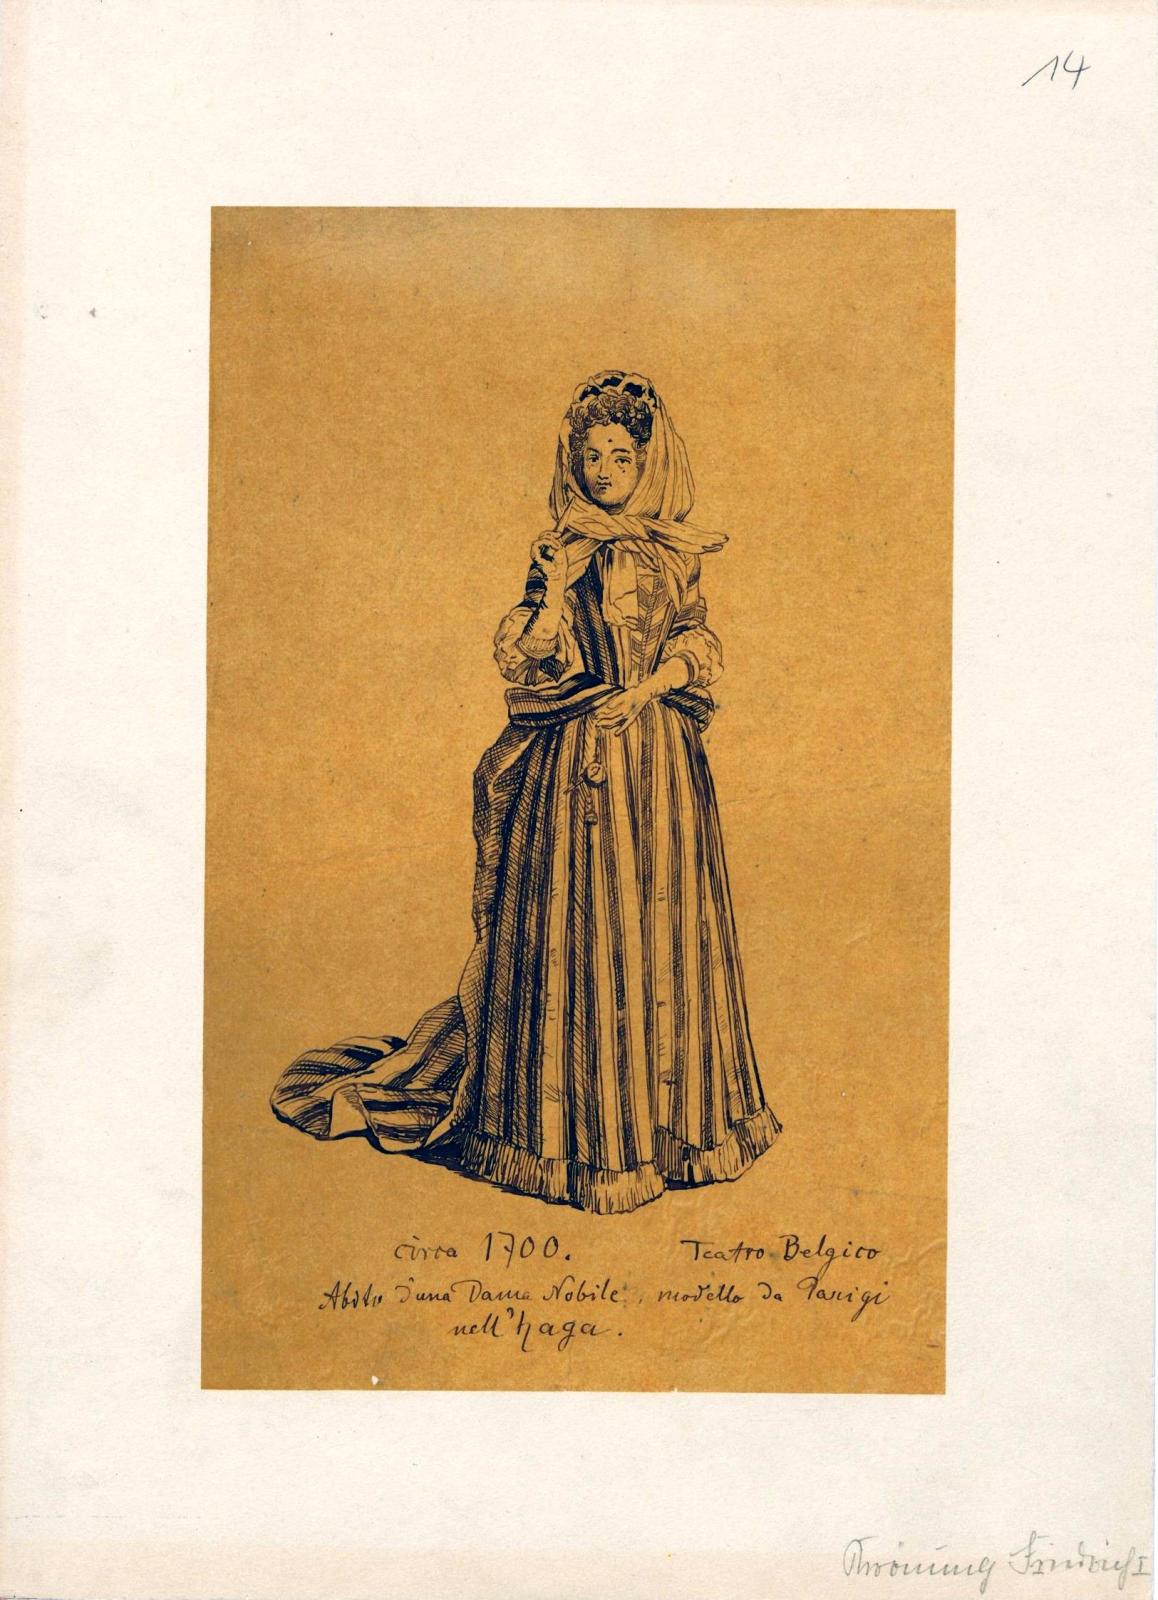 14
circa 1700. Teatro Belgico
Abito d'una Dama Nobile, modello da Parigi
nell'haga.
Krönung Friedrich I